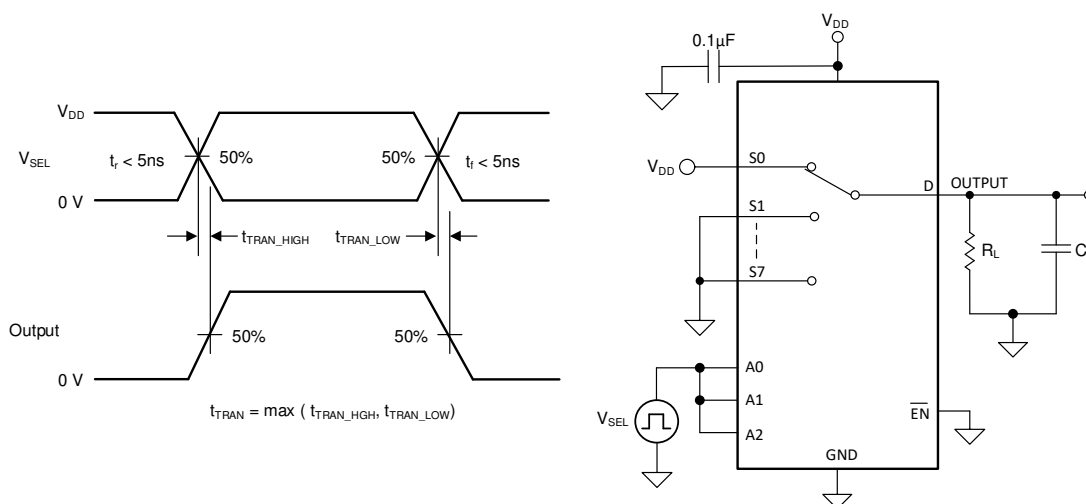 V_DD
V_SEL
t_r < 5ns
50%
50%
t_f < 5ns
0 V
t_TRAN_HIGH
t_TRAN_LOW
Output
50%
50%
0 V
t_TRAN = max ( t_TRAN_HGH, t_TRAN_LOW)
V_DD
0.1µF
V_DD
S0
D
OUTPUT
S1
R_L
C
S7
A0
A1
V_SEL
A2
EN
GND